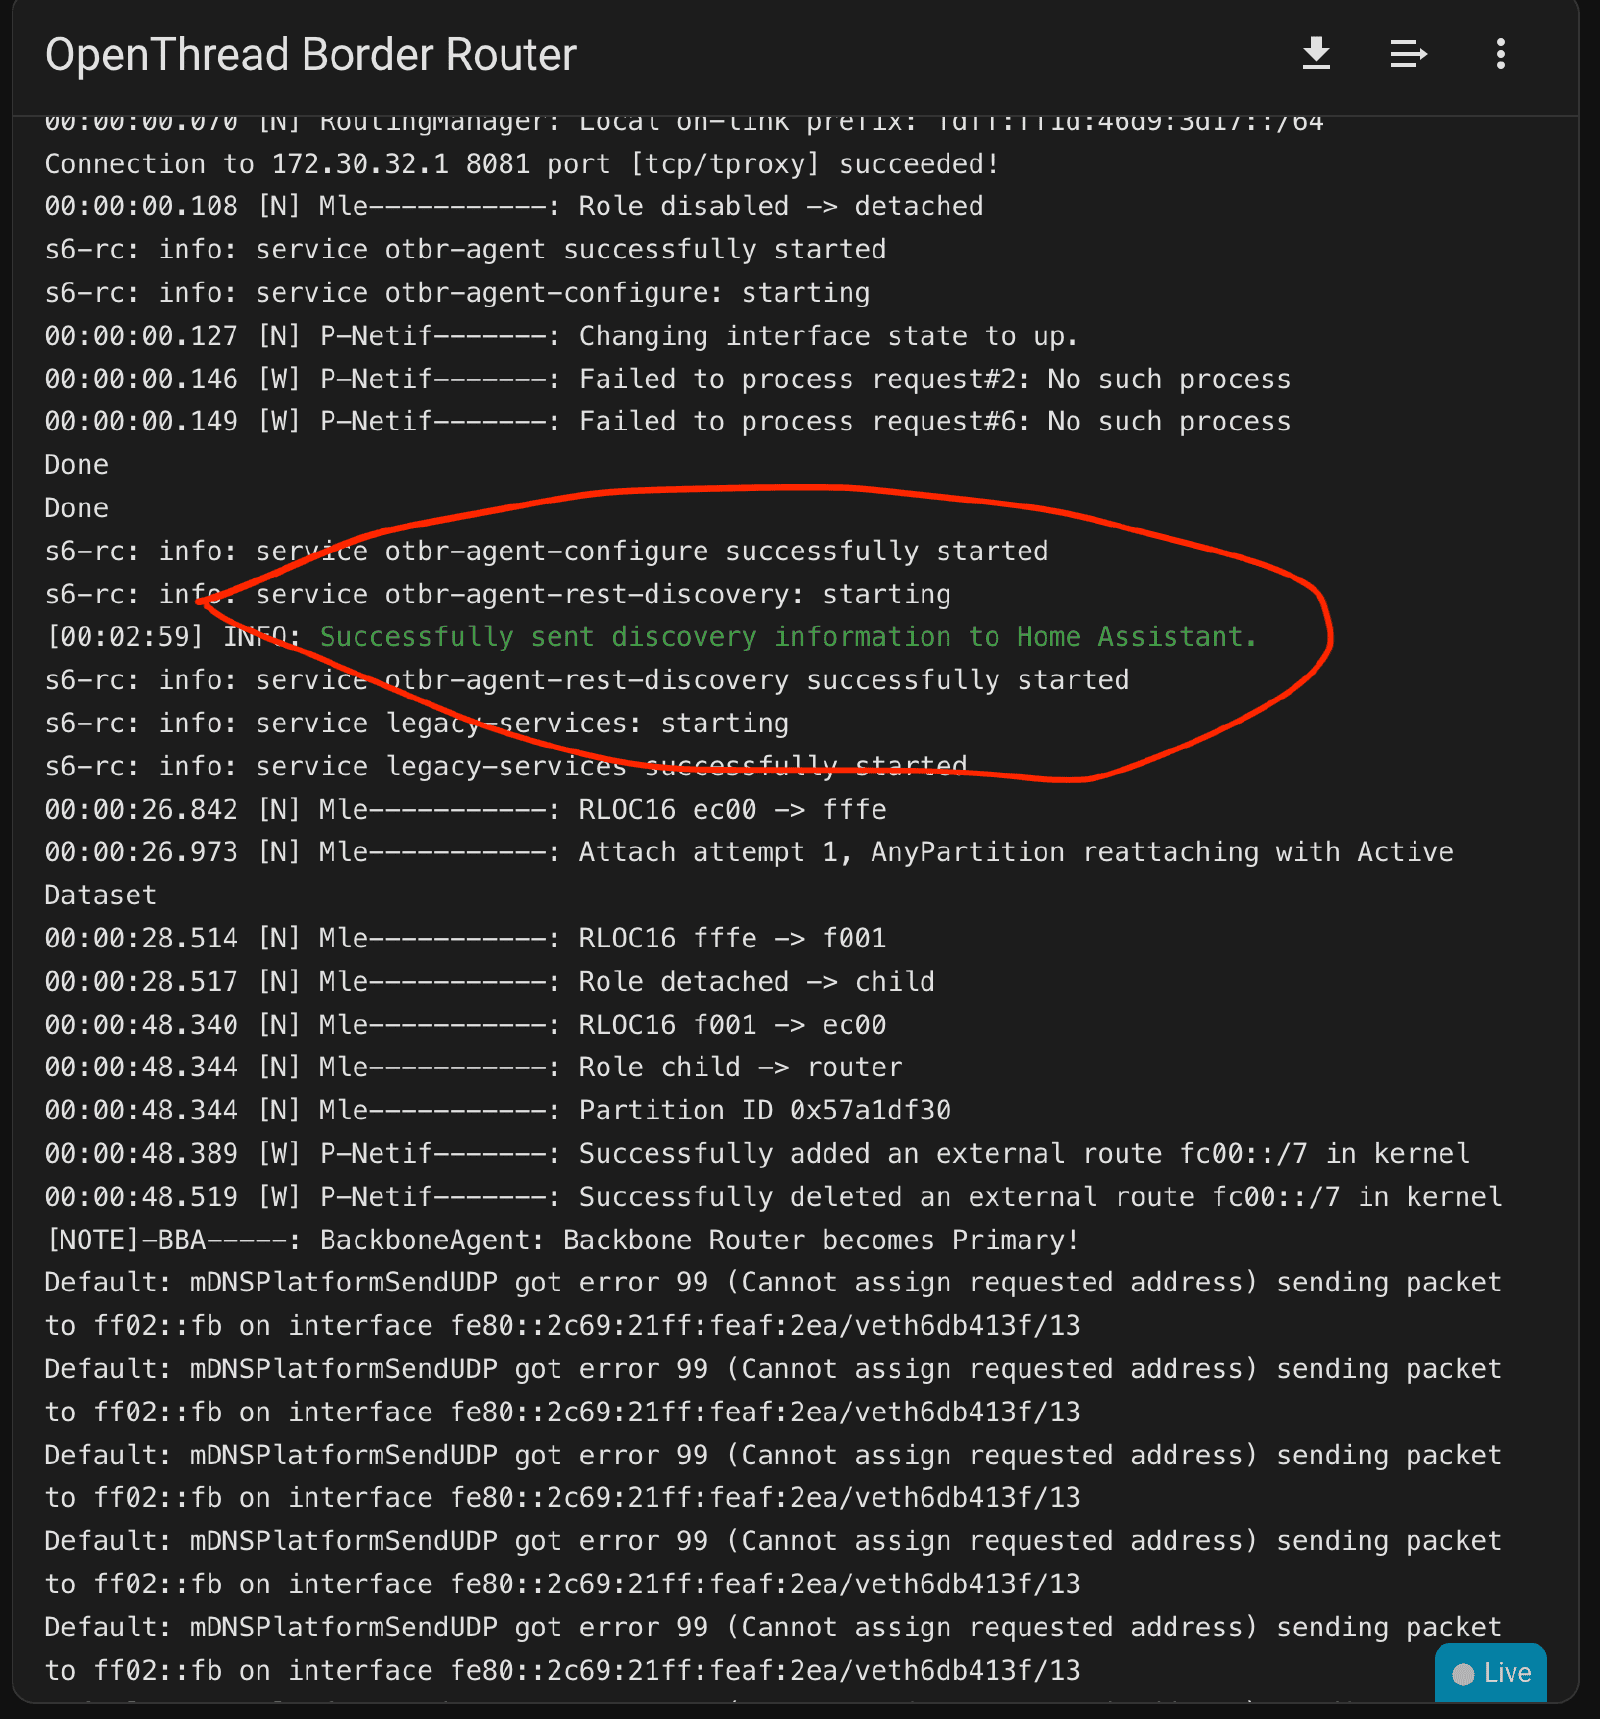 OpenThread Border Router
00:00:00.070 [N] RoutingManager: Local on-link prefix: fdff:ff1d:46d9:3d17::/64
Connection to 172.30.32.1 8081 port [tcp/tproxy] succeeded!
00:00:00.108 [N] Mle-----------: Role disabled -> detached
s6-rc: info: service otbr-agent successfully started
s6-rc: info: service otbr-agent-configure: starting
00:00:00.127 [N] P-Netif-------: Changing interface state to up.
00:00:00.146 [W] P-Netif-------: Failed to process request#2: No such process
00:00:00.149 [W] P-Netif-------: Failed to process request#6: No such process
Done
Done
s6-rc: info: service otbr-agent-configure successfully started
s6-rc: info: service otbr-agent-rest-discovery: starting
[00:02:59] INFO: Successfully sent discovery information to Home Assistant.
s6-rc: info: service otbr-agent-rest-discovery successfully started
s6-rc: info: service legacy-services: starting
s6-rc: info: service legacy-services successfully started
00:00:26.842 [N] Mle-----------: RLOC16 ec00 -> fffe
00:00:26.973 [N] Mle-----------: Attach attempt 1, AnyPartition reattaching with Active
Dataset
00:00:28.514 [N] Mle-----------: RLOC16 fffe -> f001
00:00:28.517 [N] Mle-----------: Role detached -> child
00:00:48.340 [N] Mle-----------: RLOC16 f001 -> ec00
00:00:48.344 [N] Mle-----------: Role child -> router
00:00:48.344 [N] Mle-----------: Partition ID 0x57a1df30
00:00:48.389 [W] P-Netif-------: Successfully added an external route fc00::/7 in kernel
00:00:48.519 [W] P-Netif-------: Successfully deleted an external route fc00::/7 in kernel
[NOTE]-BBA-----: BackboneAgent: Backbone Router becomes Primary!
Default: mDNSPlatformSendUDP got error 99 (Cannot assign requested address) sending packet
to ff02::fb on interface fe80::2c69:21ff:feaf:2ea/veth6db413f/13
Default: mDNSPlatformSendUDP got error 99 (Cannot assign requested address) sending packet
to ff02::fb on interface fe80::2c69:21ff:feaf:2ea/veth6db413f/13
Default: mDNSPlatformSendUDP got error 99 (Cannot assign requested address) sending packet
to ff02::fb on interface fe80::2c69:21ff:feaf:2ea/veth6db413f/13
Default: mDNSPlatformSendUDP got error 99 (Cannot assign requested address) sending packet
to ff02::fb on interface fe80::2c69:21ff:feaf:2ea/veth6db413f/13
Default: mDNSPlatformSendUDP got error 99 (Cannot assign requested address) sending packet
to ff02::fb on interface fe80::2c69:21ff:feaf:2ea/veth6db413f/13
Live